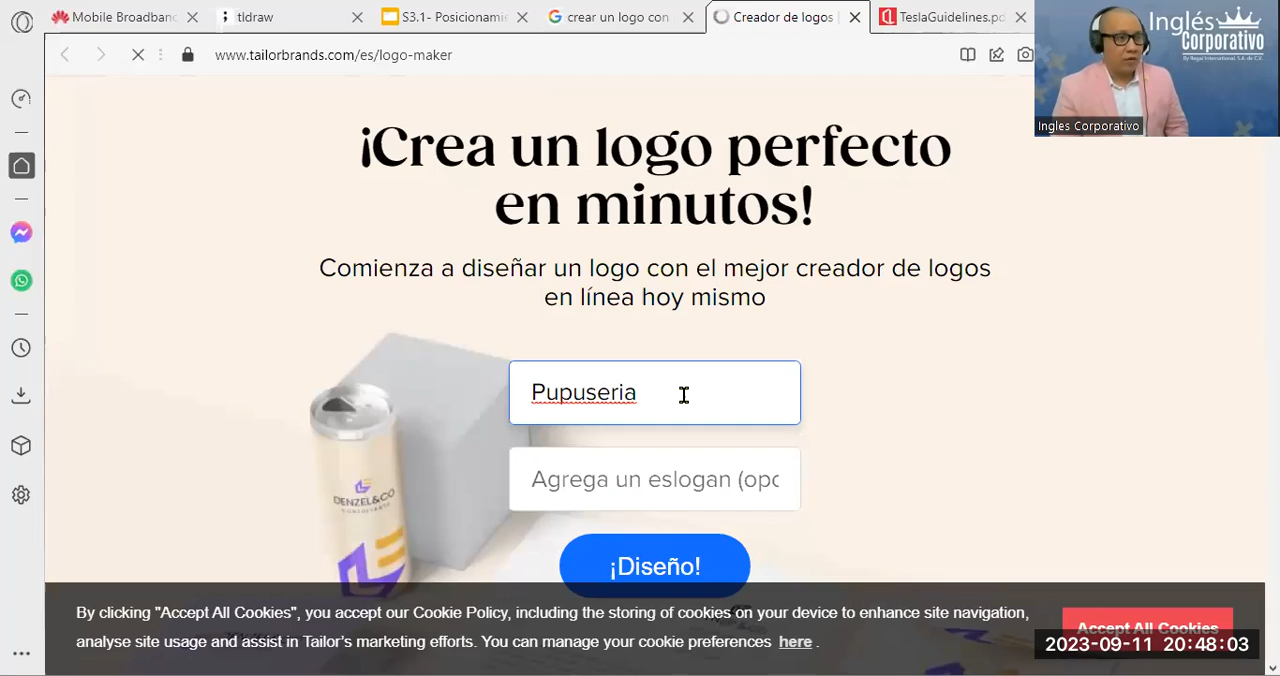 Mobile Broadbanc
tldraw
S3.1- Posicionami
crear un logo con
Creador de logos
TeslaGuidelines.pd
www.tailorbrands.com/es/logo-maker
Inglés
Corporativo
By Regal International, S.A. de C.V.
Ingles Corporativo
¡Crea un logo perfecto
en minutos!
Comienza a diseñar un logo con el mejor creador de logos
en línea hoy mismo
Pupuseria
Agrega un eslogan (opc
DENZEL&CO
¡Diseño!
By clicking "Accept All Cookies", you accept our Cookie Policy, including the storing of cookies on your device to enhance site navigation,
analyse site usage and assist in Tailor's marketing efforts. You can manage your cookie preferences here .
Accept All Cookies
2023-09-11 20:48:03